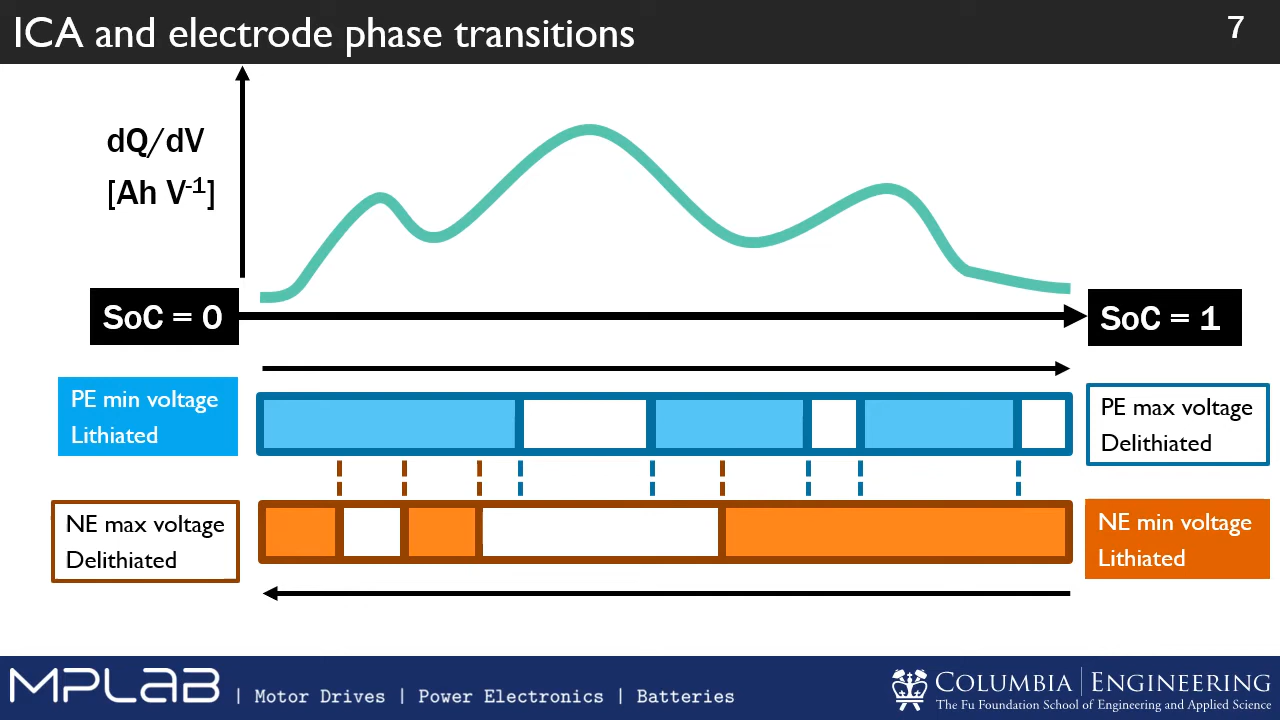 ICA and electrode phase transitions
7
dQ/dV
[Ah V-1]
SoC = 0
SoC = 1
PE min voltage
Lithiated
PE max voltage
Delithiated
NE max voltage
Delithiated
NE min voltage
Lithiated
MPLAB | Motor Drives | Power Electronics | Batteries
COLUMBIA | ENGINEERING
The Fu Foundation School of Engineering and Applied Science